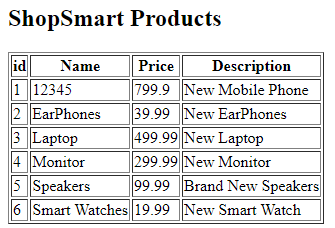 ShopSmart Products
id Name Price Description
1 12345 799.9 New Mobile Phone
2 EarPhones 39.99 New EarPhones
3 Laptop 499.99 New Laptop
4 Monitor 299.99 New Monitor
5 Speakers 99.99 Brand New Speakers
6 Smart Watches 19.99 New Smart Watch